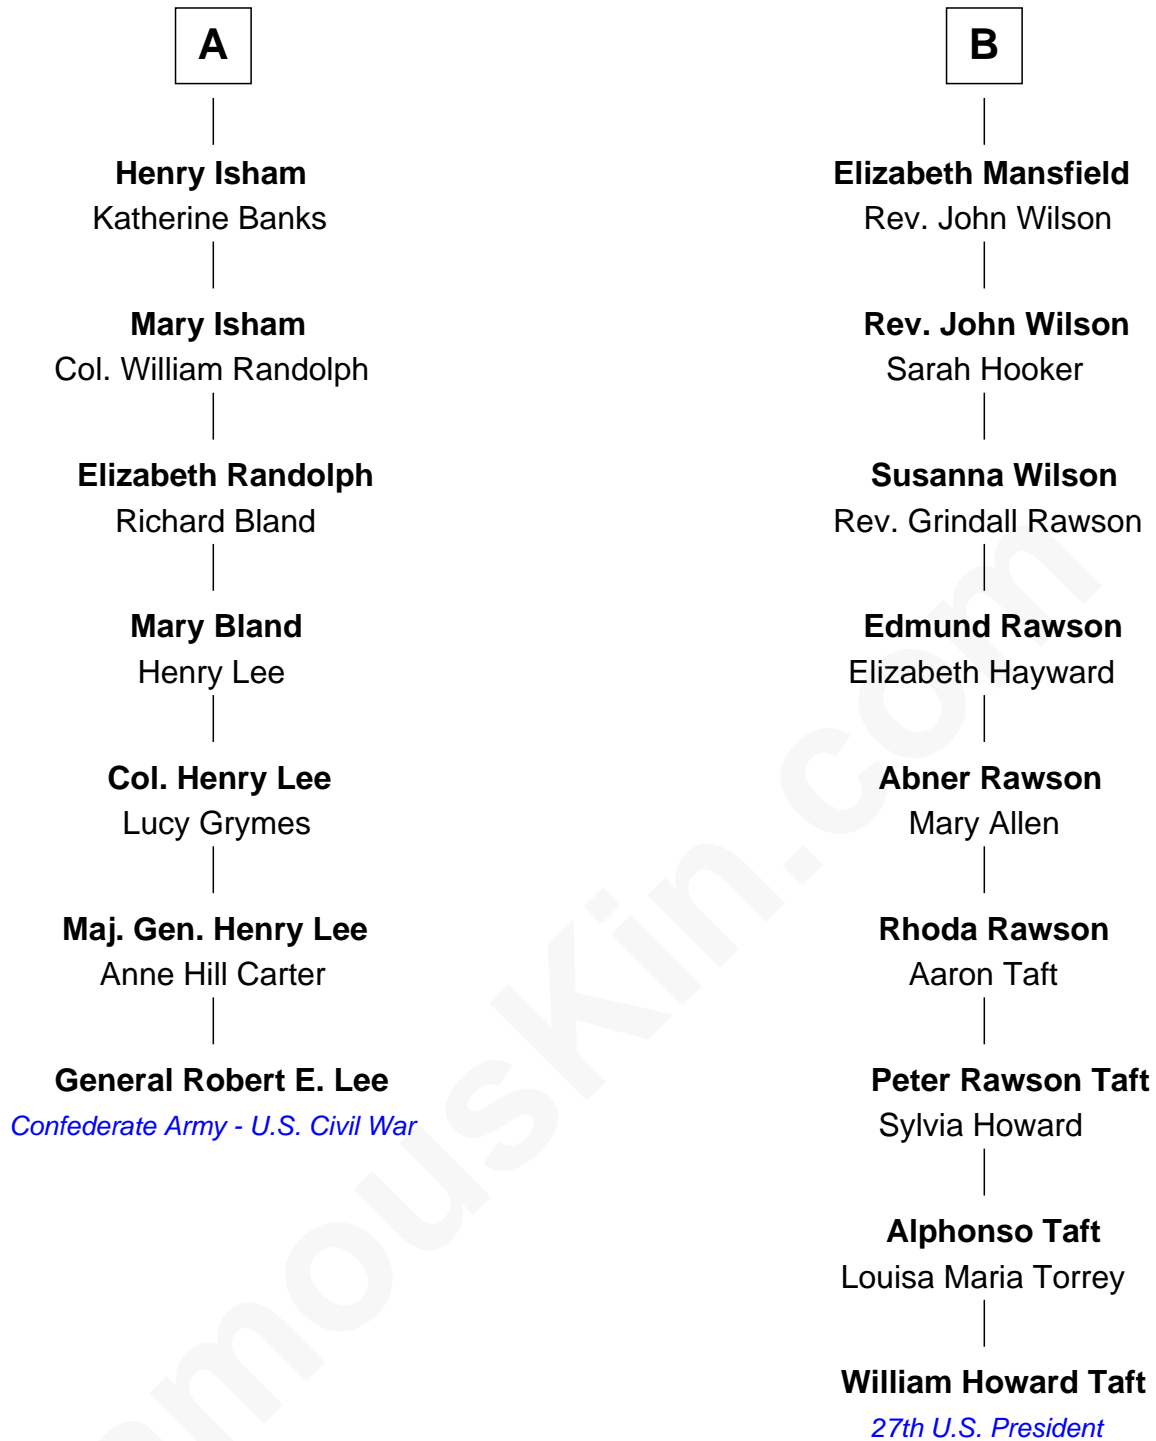 A
Henry Isham
Katherine Banks
Mary Isham
Col. William Randolph
Elizabeth Randolph
Richard Bland
Mary Bland
Henry Lee
Col. Henry Lee
Lucy Grymes
Maj. Gen. Henry Lee
Anne Hill Carter
General Robert E. Lee
Confederate Army - U.S. Civil War
B
Elizabeth Mansfield
Rev. John Wilson
Rev. John Wilson
Sarah Hooker
Susanna Wilson
Rev. Grindall Rawson
Edmund Rawson
Elizabeth Hayward
Abner Rawson
Mary Allen
Rhoda Rawson
Aaron Taft
Peter Rawson Taft
Sylvia Howard
Alphonso Taft
Louisa Maria Torrey
William Howard Taft
27th U.S. President
amouskin.com